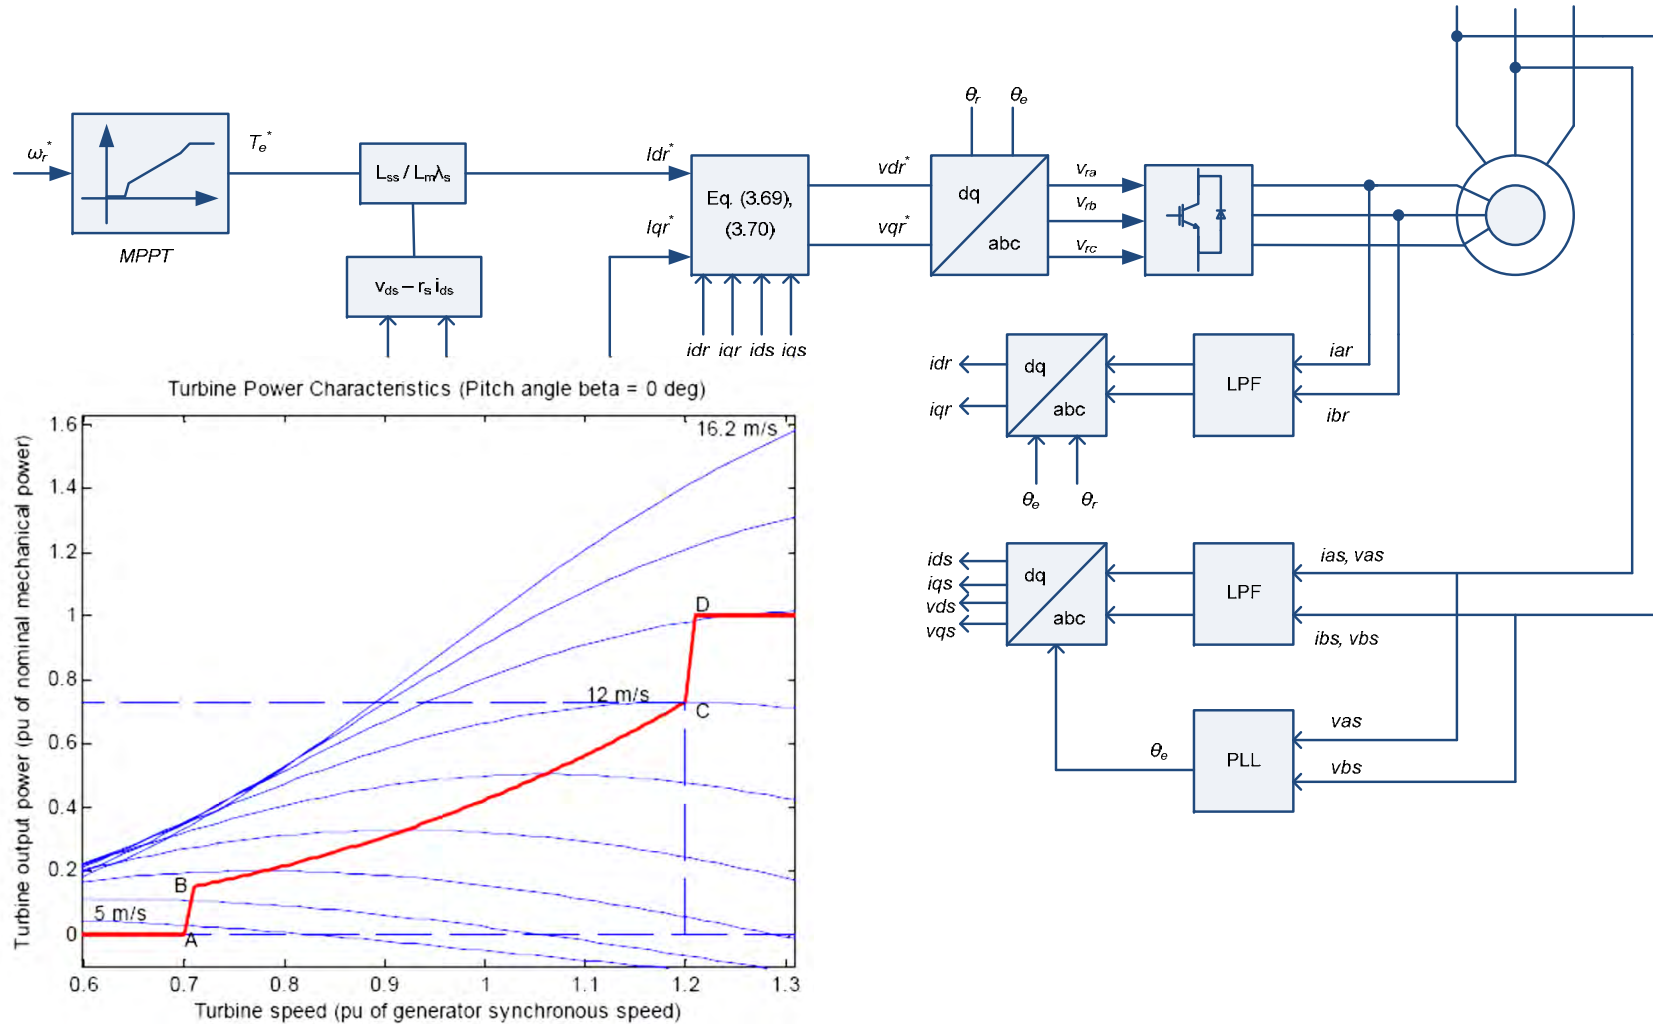 θr θe
ωr* Te* Idr* vdr* vra
Lss / Lmλs
Eq. (3.69),
(3.70)
dq
abc
Iqr* vqr* vrb
vrc
MPPT
vds – rs ids
idr iqr ids iqs
idr dq LPF iar
iqr abc ibr
θe θr
ids dq LPF ias, vas
iqs
vds abc
vqs ibs, vbs
θe PLL vas
vbs
Turbine Power Characteristics (Pitch angle beta = 0 deg)
Turbine output power (pu of nominal mechanical power)
1.6
1.4
1.2
1
0.8
0.6
0.4
0.2
0
16.2 m/s
D
12 m/s
C
B
5 m/s
A
0.6 0.7 0.8 0.9 1 1.1 1.2 1.3
Turbine speed (pu of generator synchronous speed)